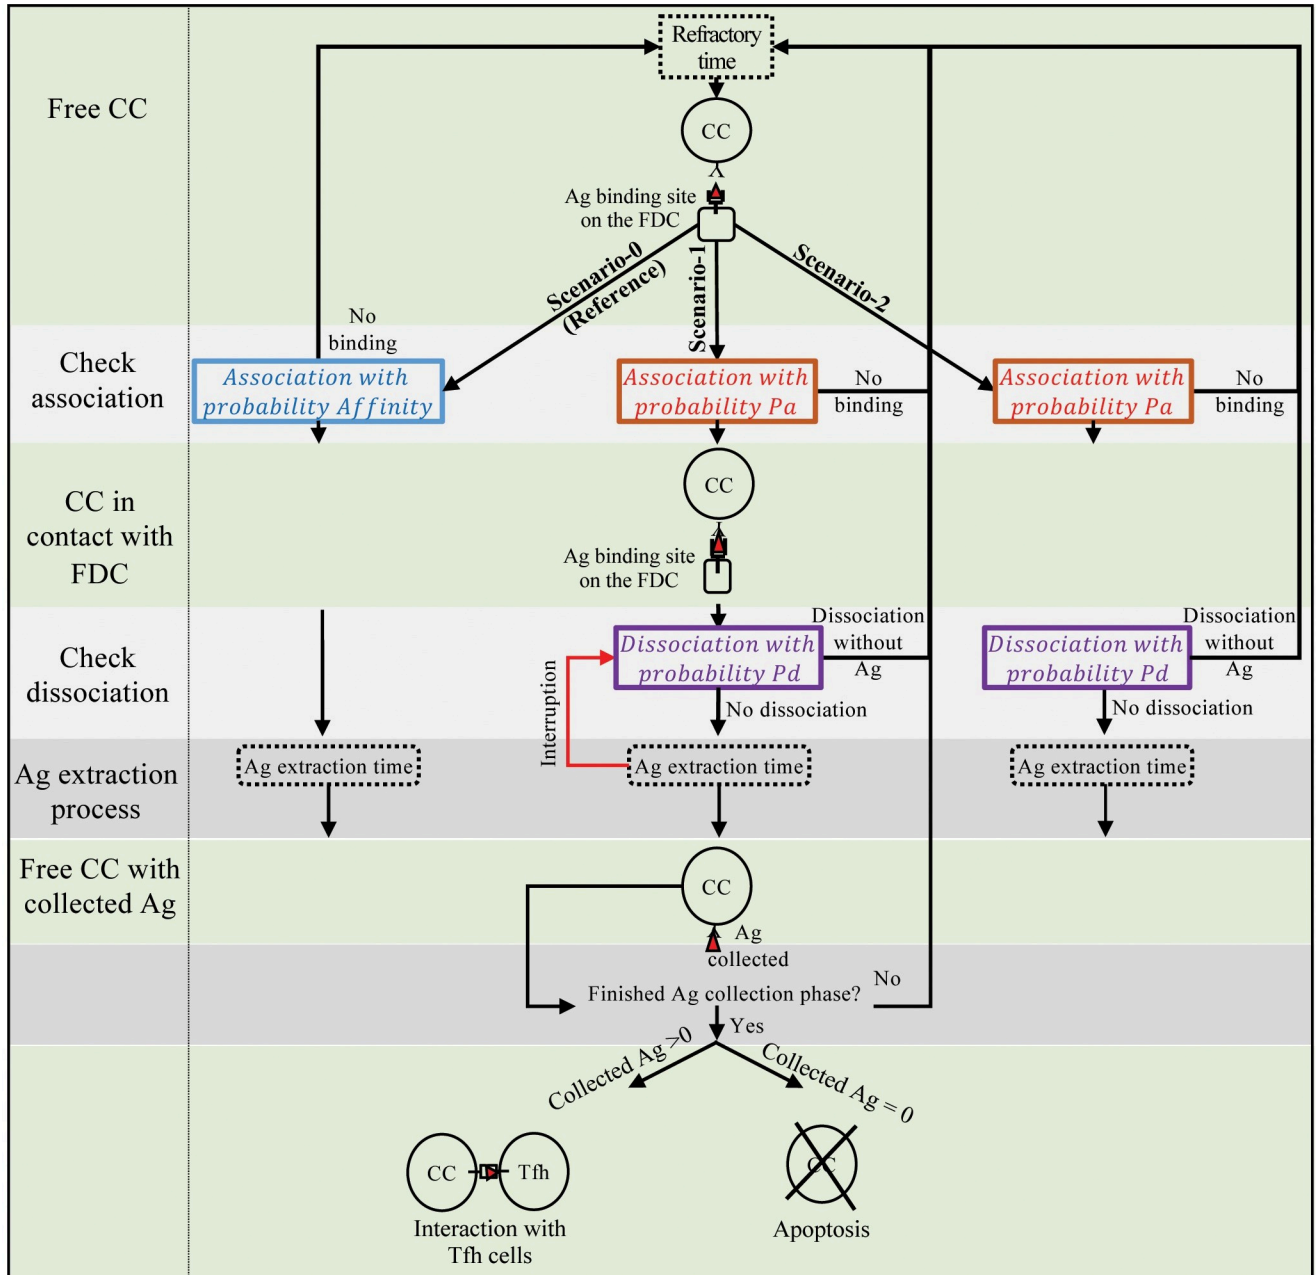 Refractory
time
Free CC
CC
Ag binding site
on the FDC
Scenario-0
(Reference)
Scenario-1
Scenario-2
No
binding
Check
association
Association with
probability Affinity
Association with
probability Pa
No
binding
Association with
probability Pa
No
binding
CC in
contact with
FDC
CC
Ag binding site
on the FDC
Check
dissociation
Dissociation with
probability Pd
Dissociation
without
Ag
Dissociation with
probability Pd
Dissociation
without
Ag
Interruption
No dissociation
No dissociation
Ag extraction
process
Ag extraction time
Ag extraction time
Ag extraction time
Free CC with
collected Ag
CC
Ag
collected
Finished Ag collection phase?
No
Yes
Collected Ag >0
Collected Ag = 0
CC
Tfh
CC
Interaction with
Tfh cells
Apoptosis